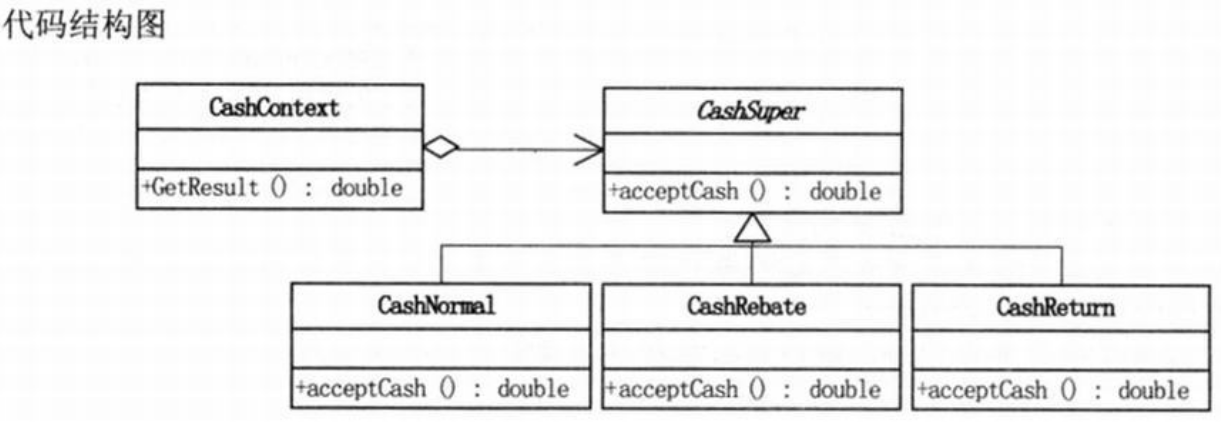 代码结构图
CashContext
+GetResult () : double
CashSuper
+acceptCash () : double
CashNormal
+acceptCash () : double
CashRebate
+acceptCash () : double
CashReturn
+acceptCash () : double